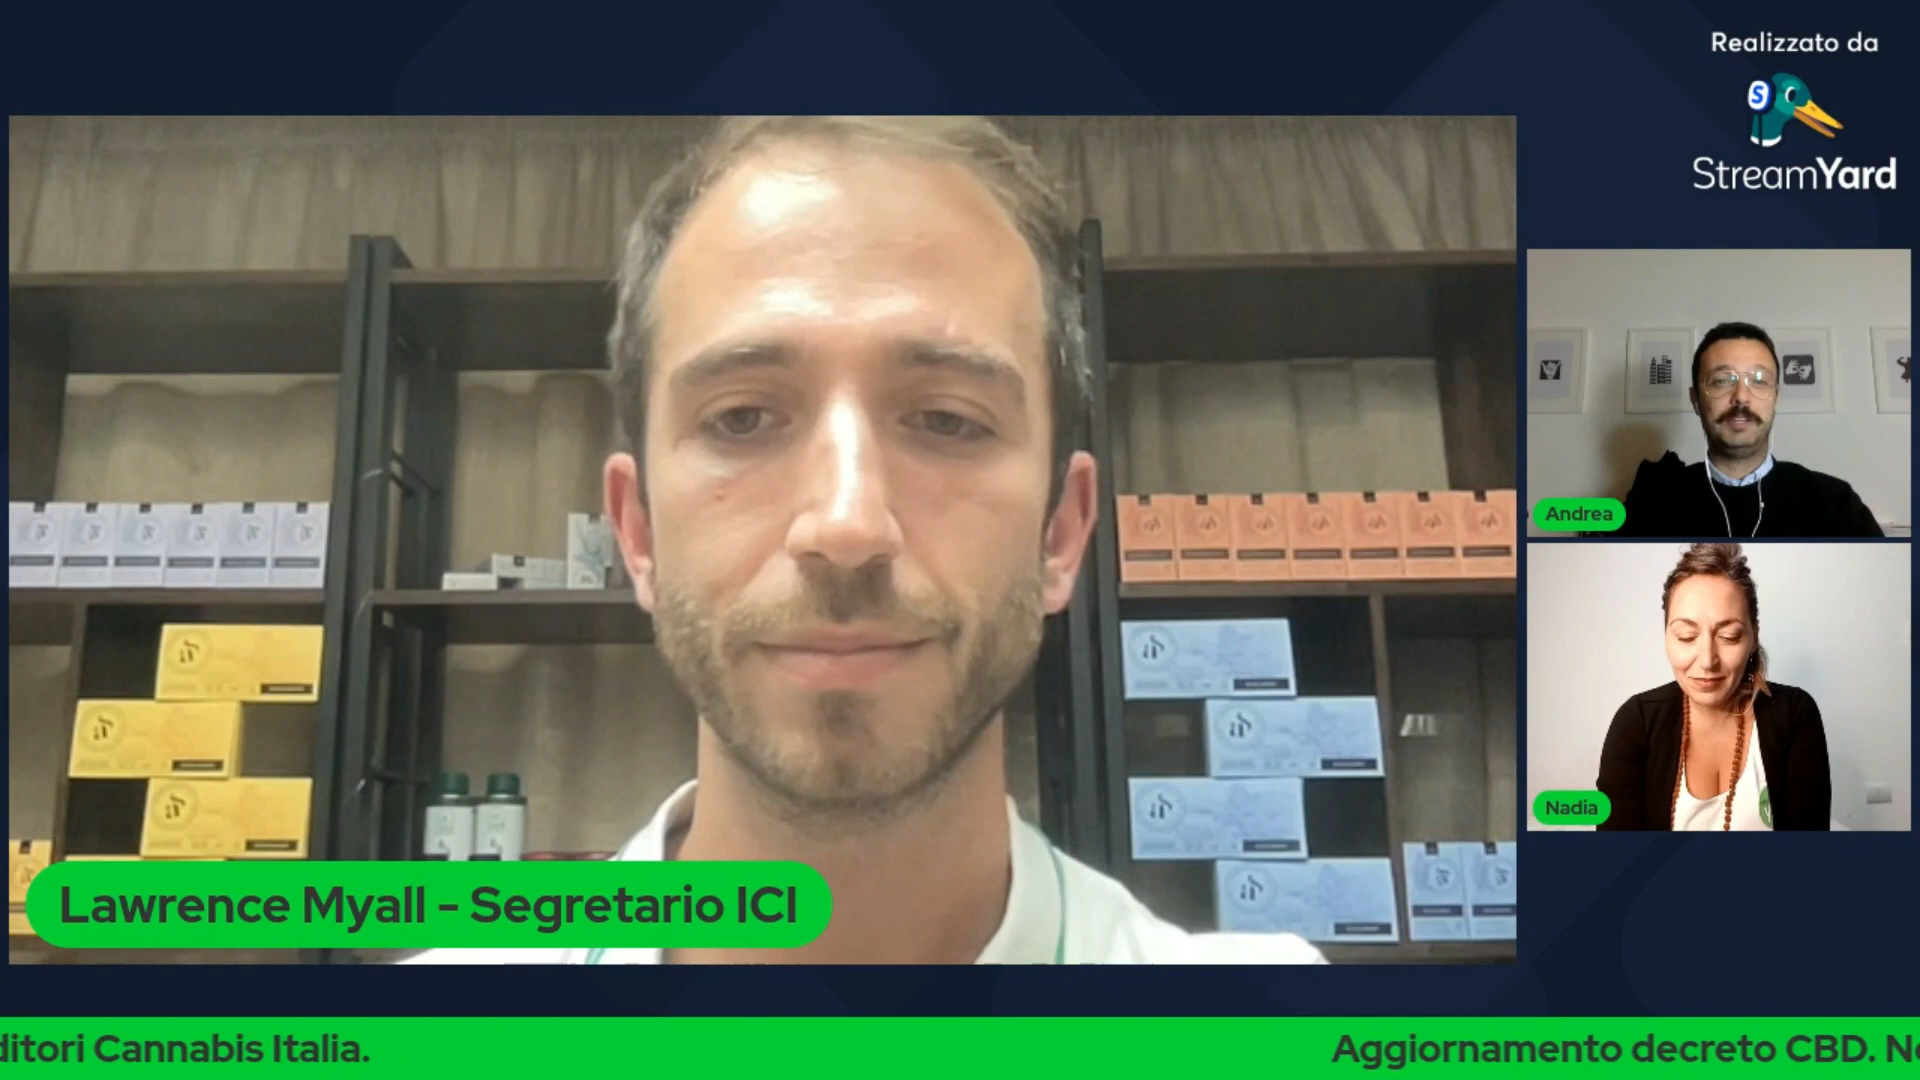 Realizzato da
StreamYard
Andrea
Nadia
Lawrence Myall - Segretario ICI
ditori Cannabis Italia.
Aggiornamento decreto CBD.